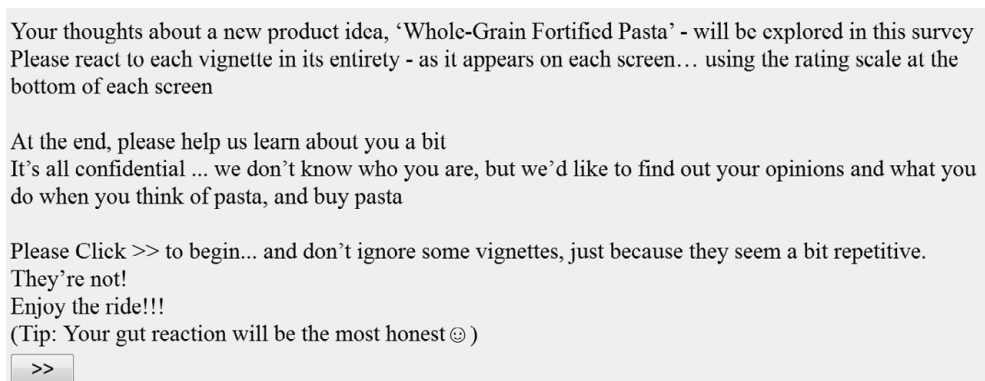 Your thoughts about a new product idea, ‘Whole-Grain Fortified Pasta’ - will be explored in this survey
Please react to each vignette in its entirety - as it appears on each screen… using the rating scale at the
bottom of each screen
At the end, please help us learn about you a bit
It’s all confidential ... we don’t know who you are, but we’d like to find out your opinions and what you
do when you think of pasta, and buy pasta
Please Click >> to begin... and don’t ignore some vignettes, just because they seem a bit repetitive.
They’re not!
Enjoy the ride!!!
(Tip: Your gut reaction will be the most honest☺)
>>